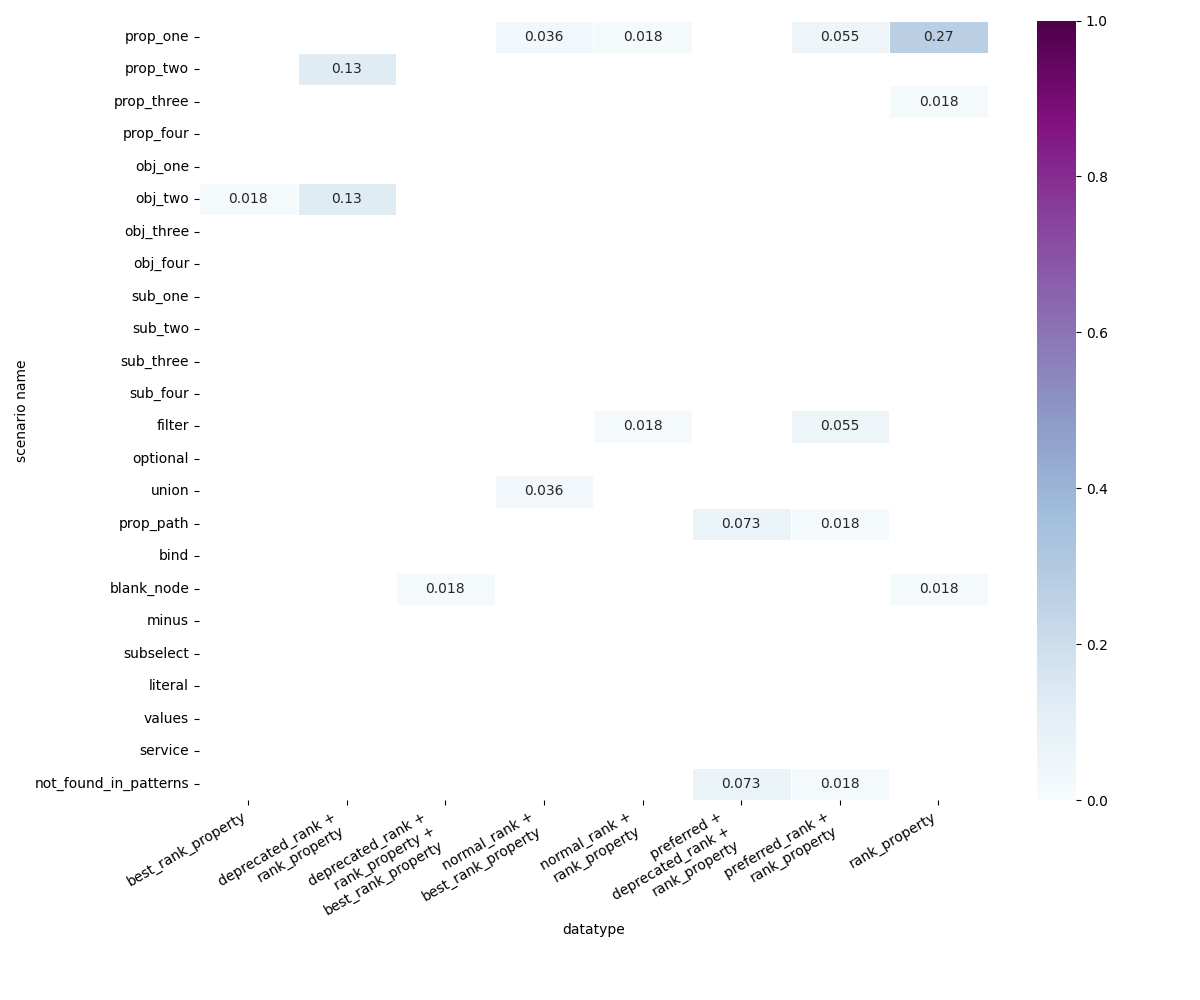 prop_one 0.036 0.018 0.055 0.27
prop_two 0.13
prop_three 0.018
prop_four
obj_one
obj_two 0.018 0.13
obj_three
obj_four
sub_one
sub_two
sub_three
sub_four
filter 0.018 0.055
optional
union 0.036
prop_path 0.073 0.018
bind
blank_node 0.018 0.018
minus
subselect
literal
values
service
not_found_in_patterns 0.073 0.018
scenario name
best_rank_property
deprecated_rank +
rank_property
deprecated_rank +
rank_property +
best_rank_property
normal_rank +
best_rank_property
normal_rank +
rank_property
preferred +
deprecated_rank +
rank_property
preferred_rank +
rank_property
rank_property
datatype
1.0
0.8
0.6
0.4
0.2
0.0